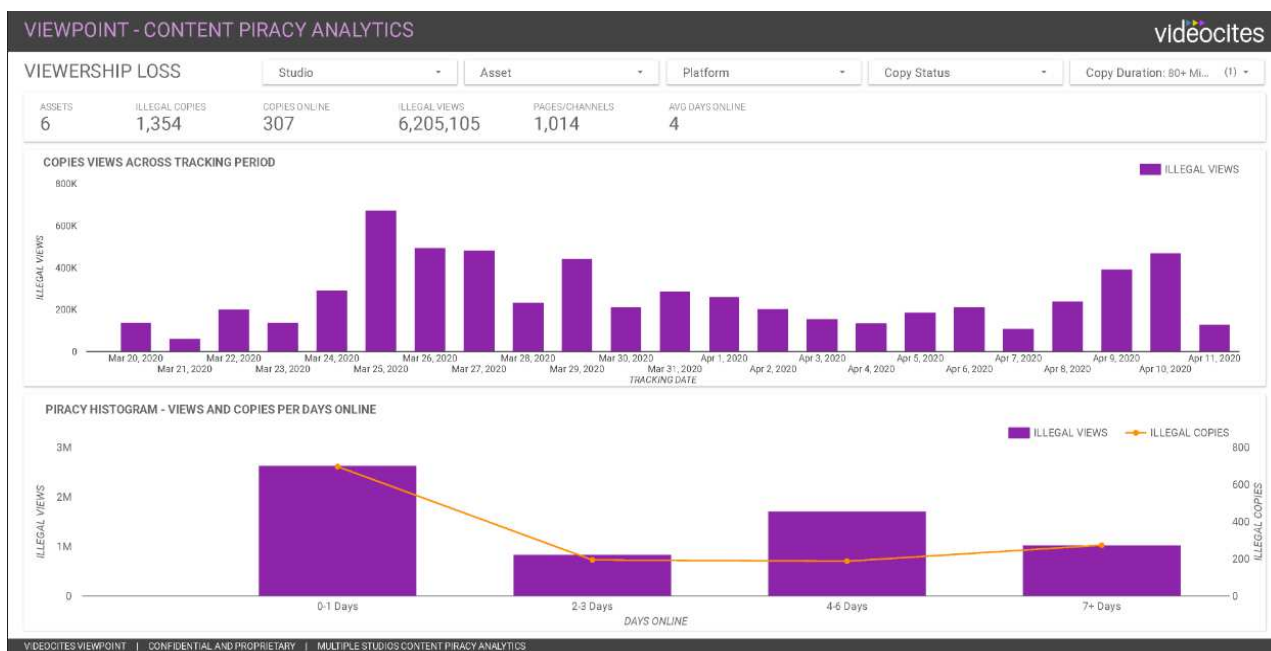 VIEWPOINT - CONTENT PIRACY ANALYTICS
videocites
VIEWERSHIP LOSS
Studio
Asset
Platform
Copy Status
Copy Duration: 80+ Mi... (1)
ASSETS ILLEGAL COPIES COPIES ONLINE ILLEGAL VIEWS PAGES/CHANNELS AVG DAYS ONLINE
6 1,354 307 6,205,105 1,014 4
COPIES VIEWS ACROSS TRACKING PERIOD
ILLEGAL VIEWS
800K
600K
400K
200K
0
ILLEGAL VIEWS
Mar 20, 2020 Mar 22, 2020 Mar 24, 2020 Mar 26, 2020 Mar 28, 2020 Mar 30, 2020 Apr 1, 2020 Apr 3, 2020 Apr 5, 2020 Apr 7, 2020 Apr 9, 2020 Apr 11, 2020
Mar 21, 2020 Mar 23, 2020 Mar 25, 2020 Mar 27, 2020 Mar 29, 2020 Mar 31, 2020 Apr 2, 2020 Apr 4, 2020 Apr 6, 2020 Apr 8, 2020 Apr 10, 2020
TRACKING DATE
PIRACY HISTOGRAM - VIEWS AND COPIES PER DAYS ONLINE
ILLEGAL VIEWS ILLEGAL COPIES
3M 800
600
2M
400
1M
200
0 0
ILLEGAL VIEWS
ILLEGAL COPIES
0-1 Days 2-3 Days 4-6 Days 7+ Days
DAYS ONLINE
VIDEOCITES VIEWPOINT | CONFIDENTIAL AND PROPRIETARY | MULTIPLE STUDIOS CONTENT PIRACY ANALYTICS